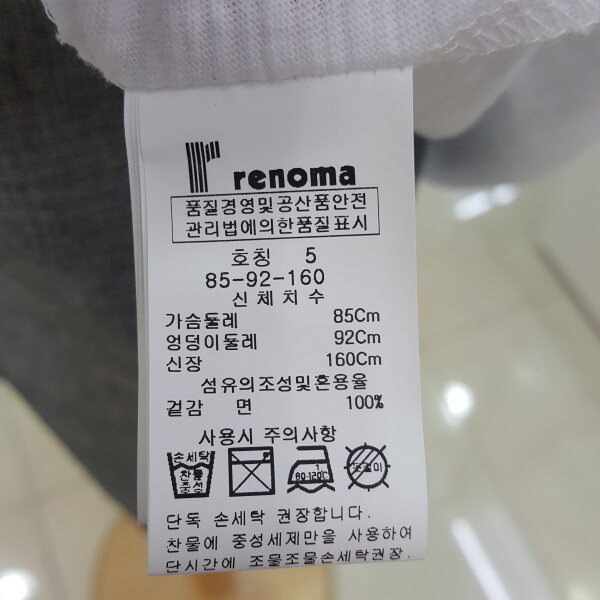 renoma
품질경영및공산품안전
관리법에의한품질표시
호칭 5
85-92-160
신체치수
가슴둘레 85Cm
엉덩이둘레 92Cm
신장 160Cm
섬유의조성및혼용율
겉감 면 100%
사용시 주의사항
손세탁
찬물
중성
1
80-120℃
단독 손세탁 권장합니다.
찬물에 중성세제만을 사용하여
단시간에 조물조물손세탁권장.